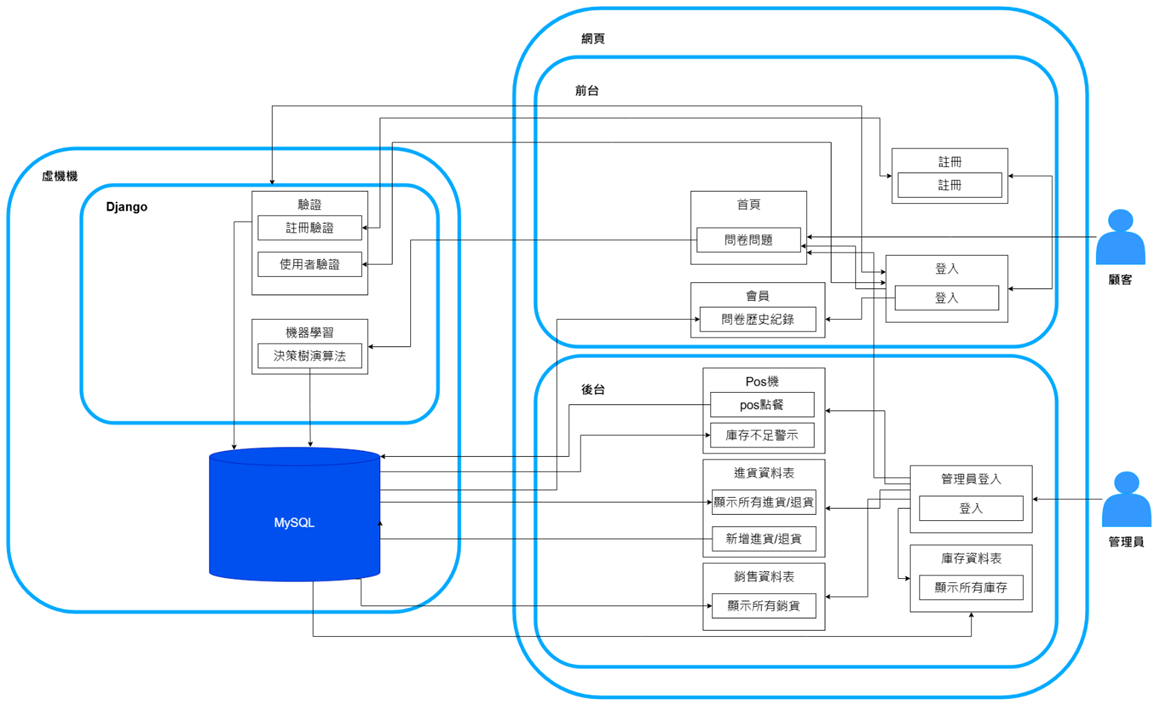 網頁
前台
虛機機
Django
驗證
註冊驗證
使用者驗證
機器學習
決策樹演算法
MySQL
註冊
註冊
首頁
問卷問題
登入
登入
會員
問卷歷史紀錄
顧客
後台
Pos機
pos點餐
庫存不足警示
進貨資料表
顯示所有進貨/退貨
新增進貨/退貨
銷售資料表
顯示所有銷貨
管理員登入
登入
庫存資料表
顯示所有庫存
管理員